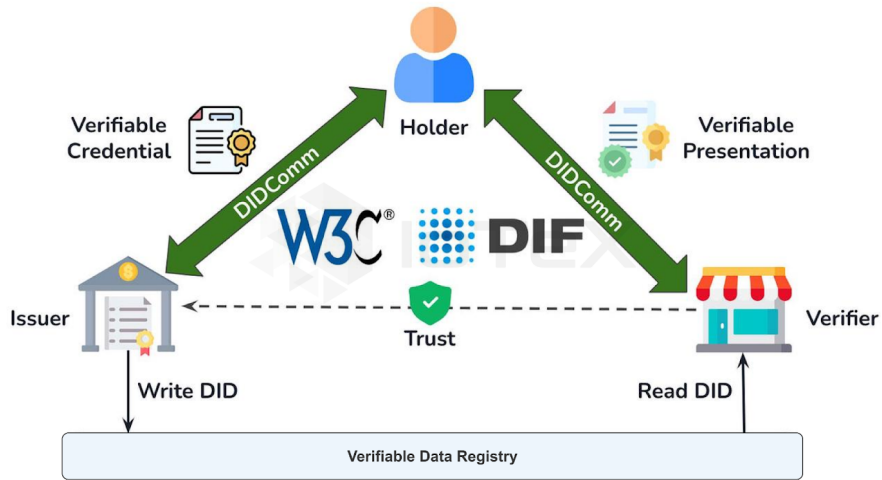 Holder
Verifiable
Credential
Verifiable
Presentation
DIDComm
DIDComm
W3C®
DIF
IOTEX
Issuer
Trust
Verifier
Write DID
Read DID
Verifiable Data Registry